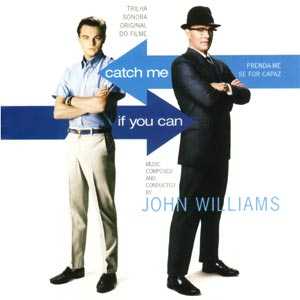 TRILHA
SONORA
ORIGINAL
DO FILME
catch me
PRENDA-ME
SE FOR CAPAZ
if you can
MUSIC
COMPOSED
AND
CONDUCTED
BY
JOHN WILLIAMS